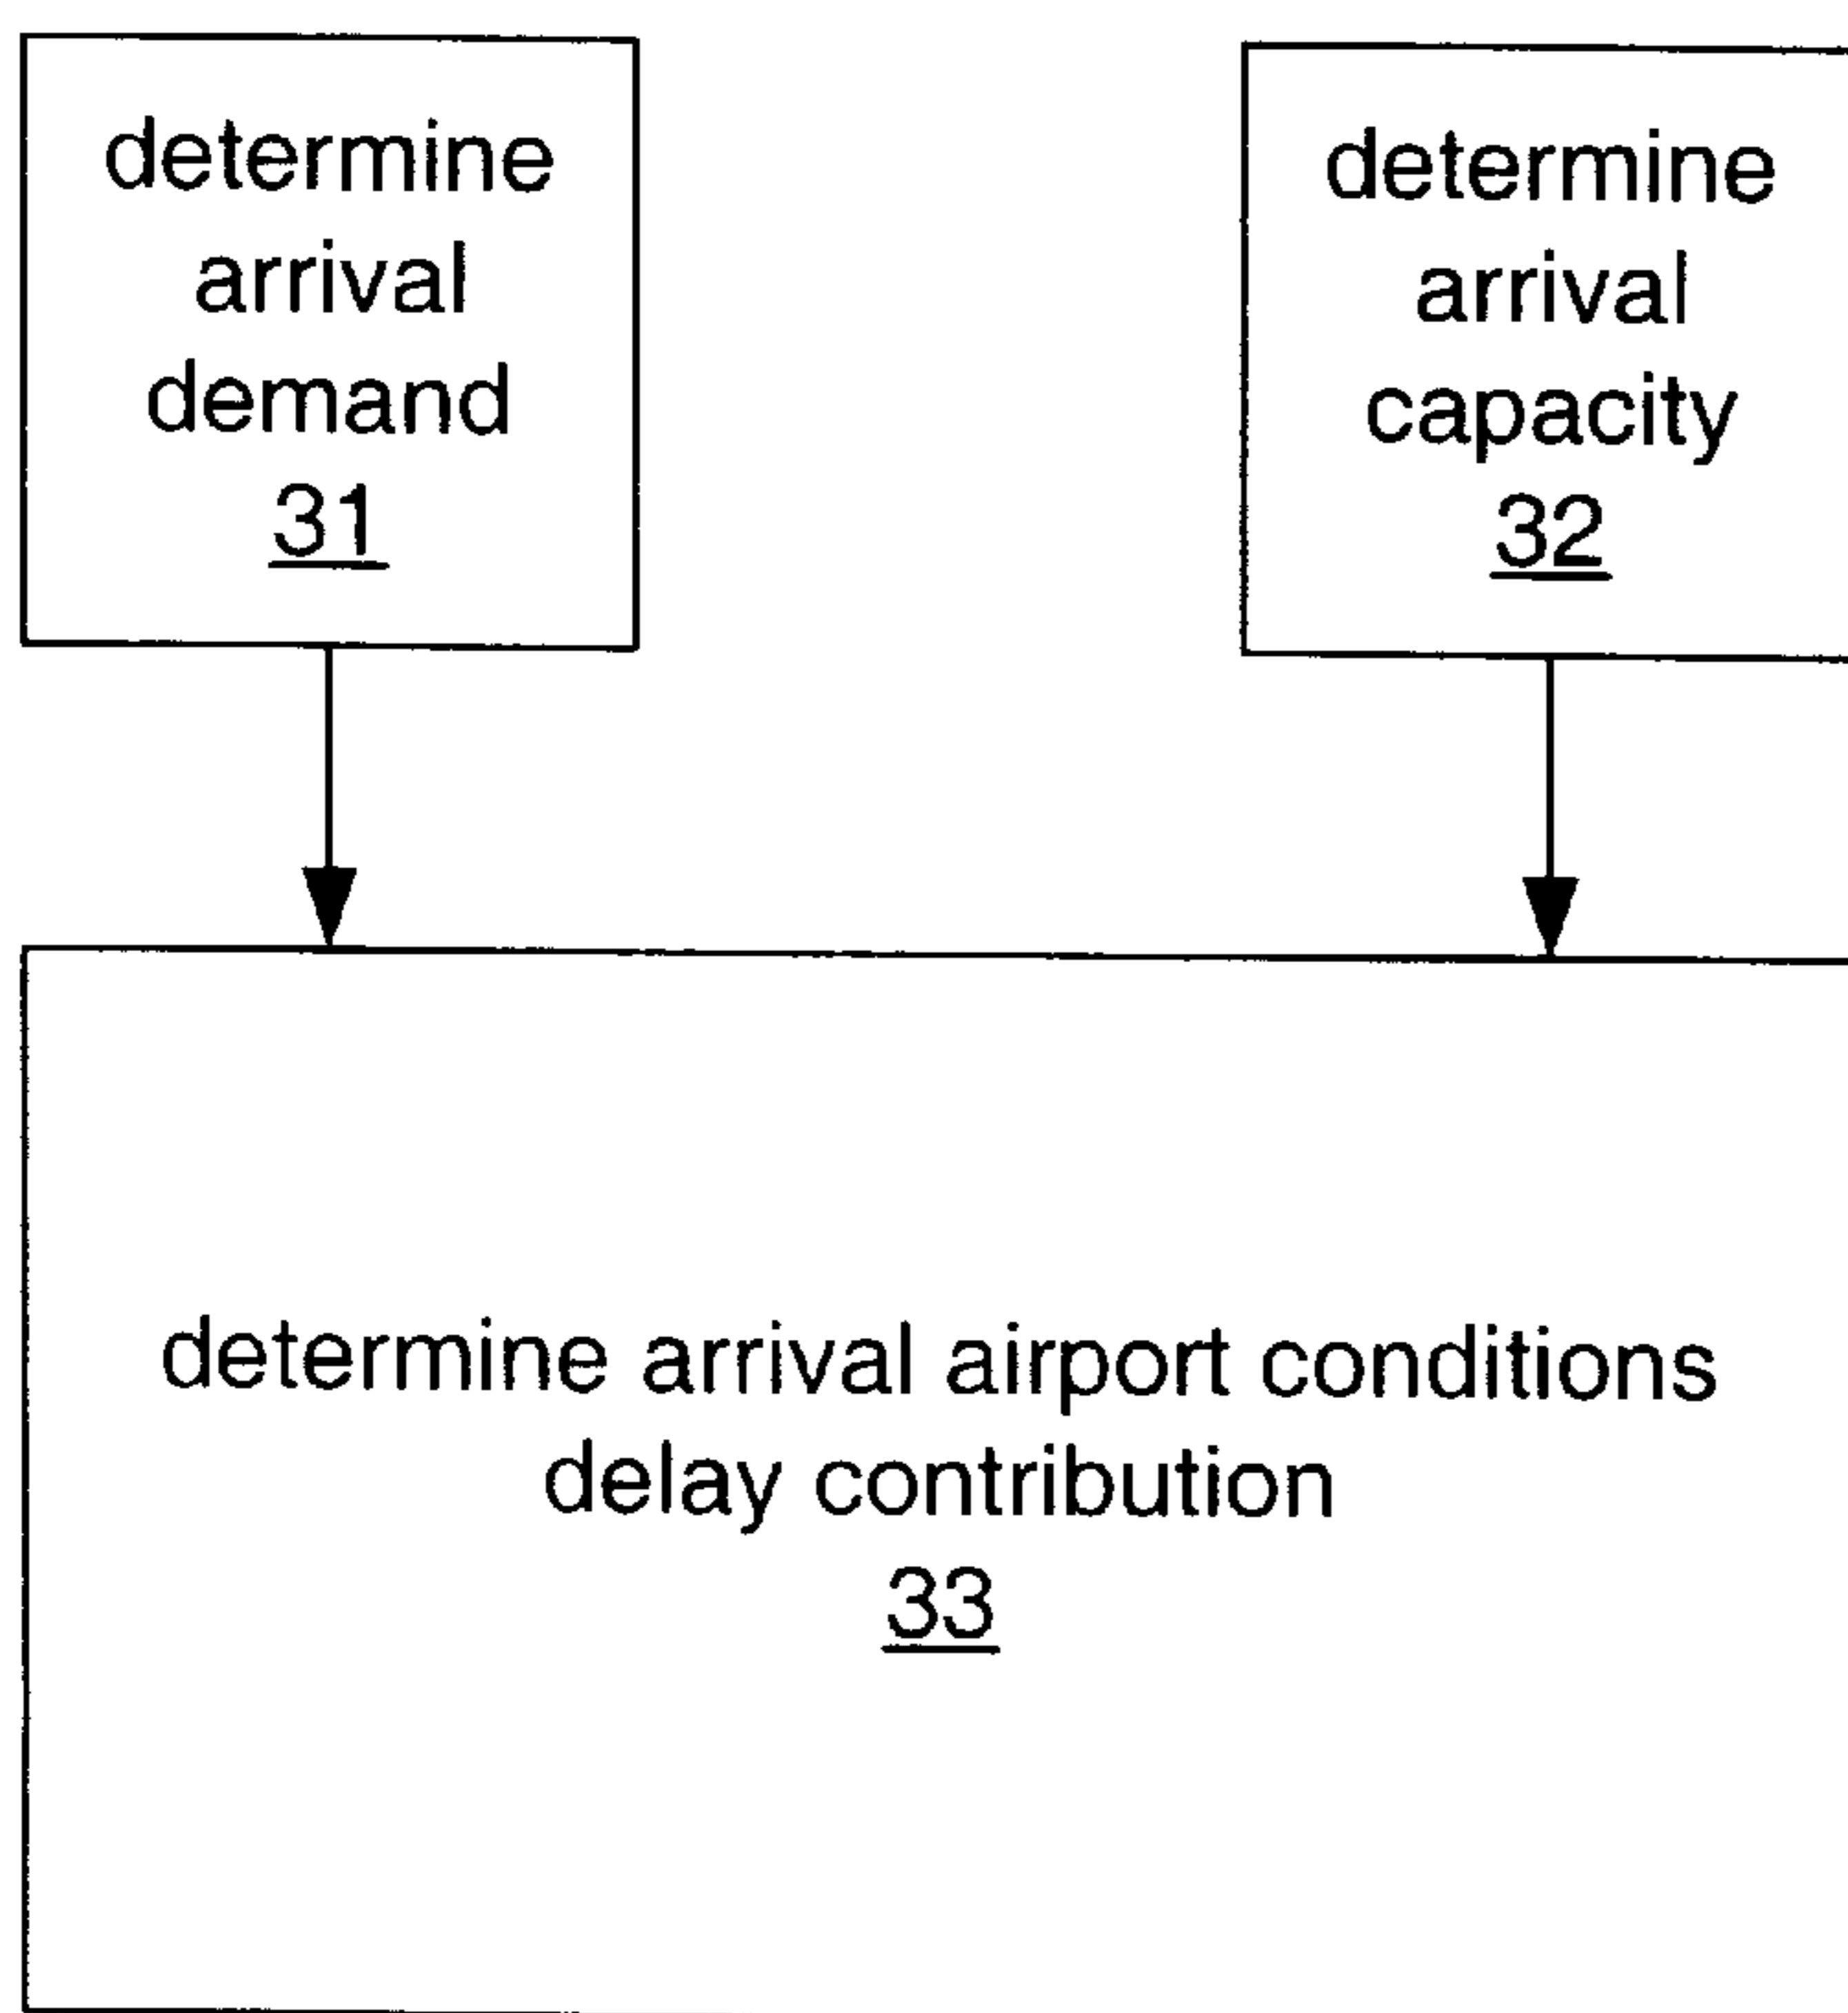 determine
arrival
demand
31
determine
arrival
capacity
32
determine arrival airport conditions
delay contribution
33